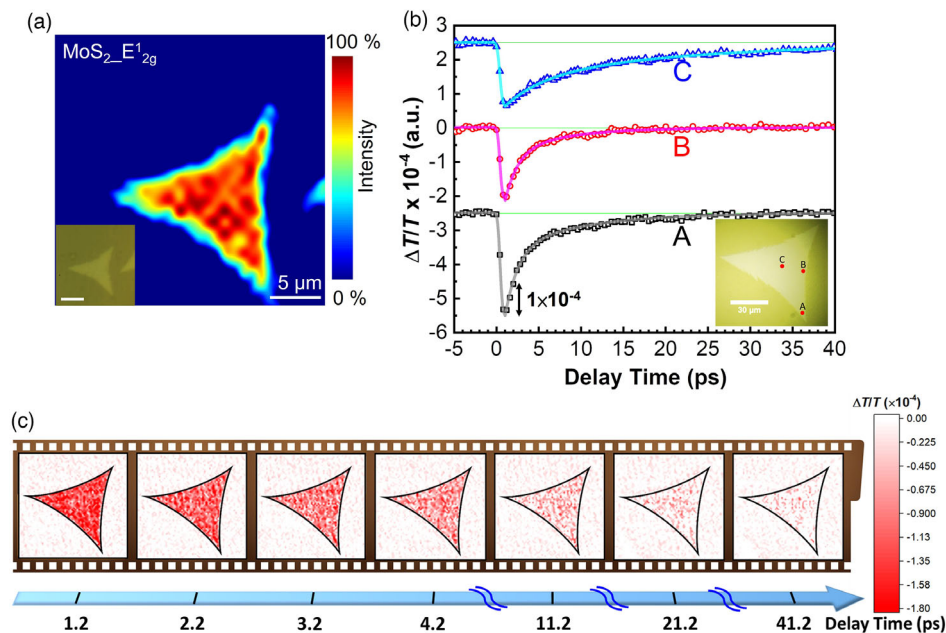 (a)
MoS₂_E¹₂g
100 %
Intensity
0 %
5 μm
(b)
ΔT/T x 10⁻⁴ (a.u.)
3
2
1
0
-1
-2
-3
-4
-5
-6
C
B
A
1×10⁻⁴
C
B
A
30 μm
-5 0 5 10 15 20 25 30 35 40
Delay Time (ps)
(c)
ΔT/T (×10⁻⁴)
0.00
-0.225
-0.450
-0.675
-0.900
-1.13
-1.35
-1.58
-1.80
1.2 2.2 3.2 4.2 11.2 21.2 41.2 Delay Time (ps)